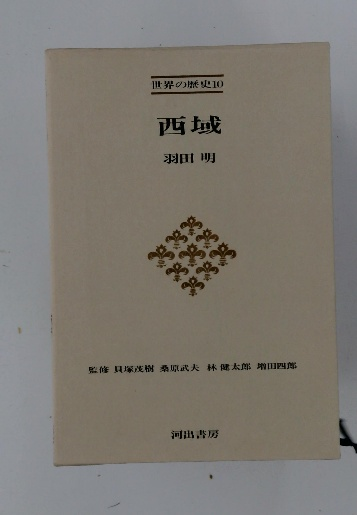 世界の歴史10
西域
羽田 明
監修 貝塚茂樹 桑原武夫 林 健太郎 増田四郎
河出書房